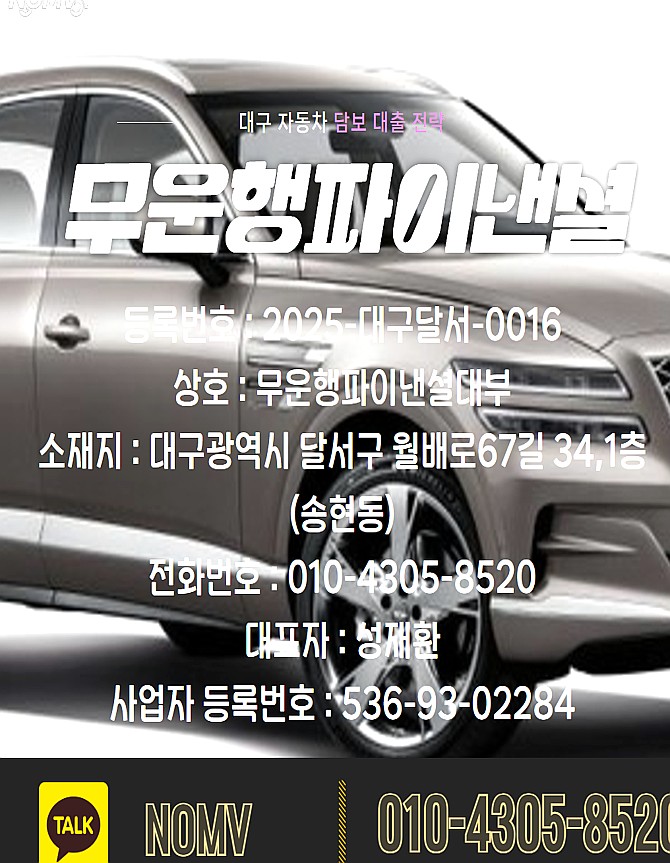 대구 자동차 담보 대출 전락
무운행파이낸셜
등록번호 : 2025-대구달서-0016
상호 : 무운행파이낸셜대부
소재지 : 대구광역시 달서구 월배로67길 34,1층
(송현동)
전화번호 : 010-4305-8520
대표자 : 성재환
사업자 등록번호 : 536-93-02284
TALK NOMV 010-4305-8520